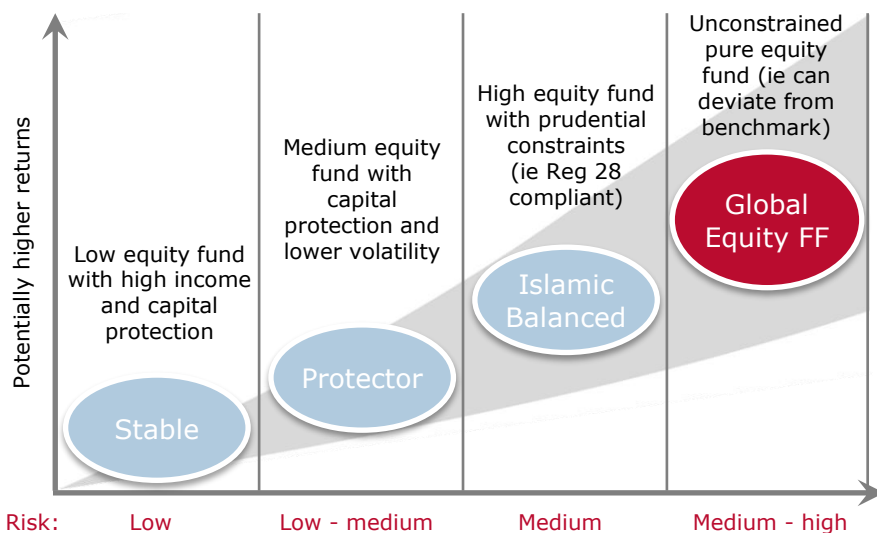 Potentially higher returns
Low equity fund
with high income
and capital
protection
Stable
Medium equity
fund with
capital
protection and
lower volatility
Protector
High equity fund
with prudential
constraints
(ie Reg 28
compliant)
Islamic
Balanced
Unconstrained
pure equity
fund (ie can
deviate from
benchmark)
Global
Equity FF
Risk: Low Low - medium Medium Medium - high